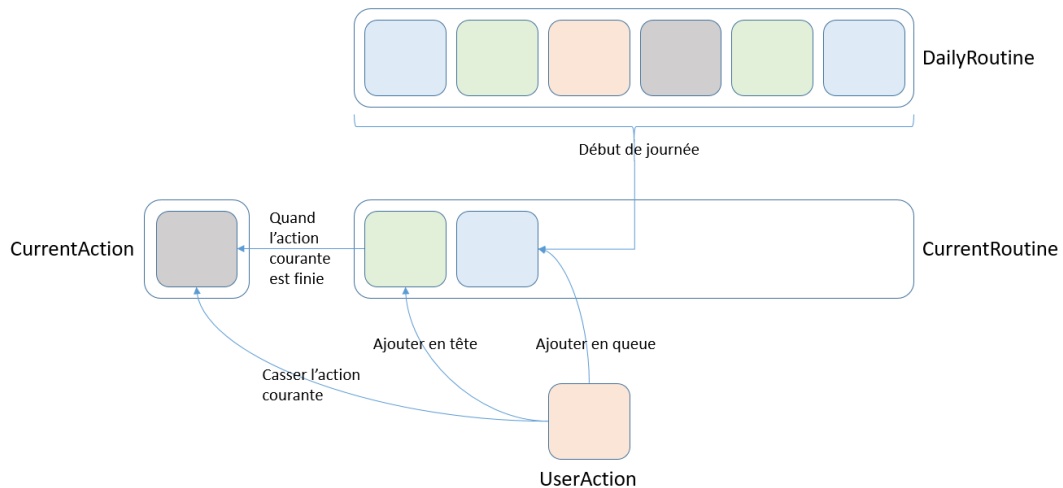 DailyRoutine
Début de journée
Quand
l’action
courante
est finie
CurrentAction
CurrentRoutine
Ajouter en tête
Ajouter en queue
Casser l’action
courante
UserAction